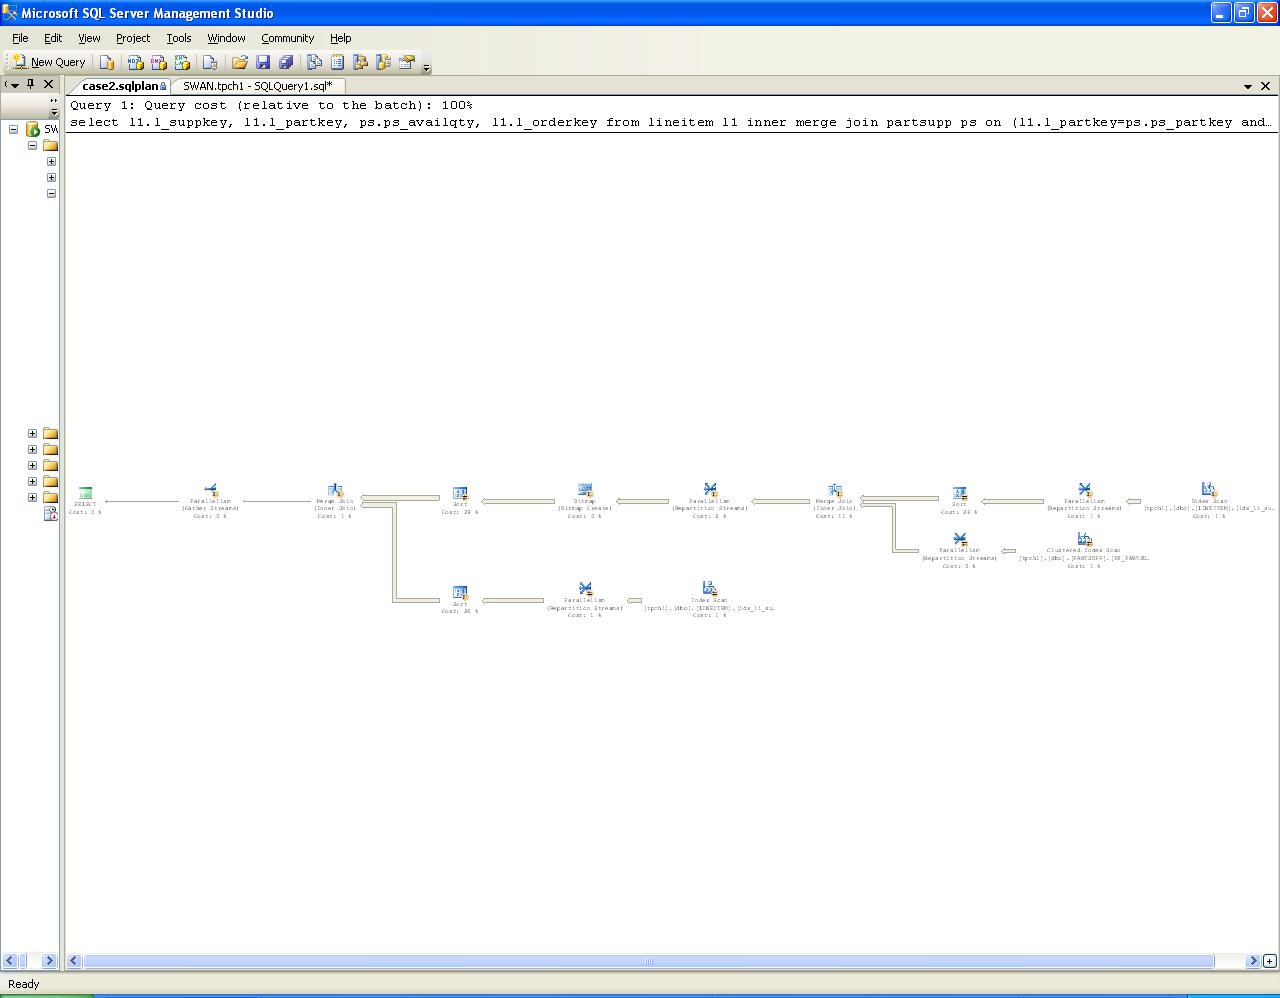 Microsoft SQL Server Management Studio
File Edit View Project Tools Window Community Help
New Query
case2.sqlplan SWAN.tpch1 - SQLQuery1.sql*
Query 1: Query cost (relative to the batch): 100%
SW
select l1.l_suppkey, l1.l_partkey, ps.ps_availqty, l1.l_orderkey from lineitem l1 inner merge join partsupp ps on (l1.l_partkey=ps.ps_partkey and...
SELECT
Cost: 0 %
Parallelism
(Gather Streams)
Cost: 0 %
Merge Join
(Inner Join)
Cost: 1 %
Sort
Cost: 28 %
Bitmap
(Bitmap Create)
Cost: 0 %
Parallelism
(Repartition Streams)
Cost: 2 %
Merge Join
(Inner Join)
Cost: 11 %
Sort
Cost: 26 %
Parallelism
(Repartition Streams)
Cost: 1 %
Index Scan
[tpch1].[dbo].[LINEITEM].[idx_li_su...
Cost: 1 %
Parallelism
(Repartition Streams)
Cost: 0 %
Clustered Index Scan
[tpch1].[dbo].[PARTSUPP].[PK_PARTSU...
Cost: 1 %
Sort
Cost: 26 %
Parallelism
(Repartition Streams)
Cost: 1 %
Index Scan
[tpch1].[dbo].[LINEITEM].[idx_li_su...
Cost: 1 %
Ready